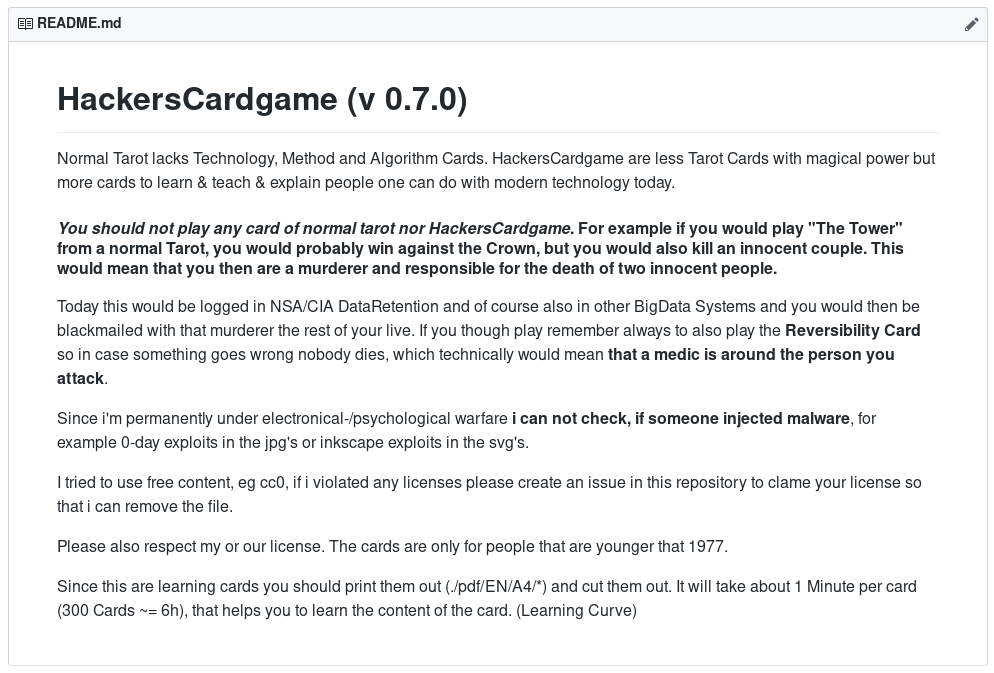 README.md
HackersCardgame (v 0.7.0)
Normal Tarot lacks Technology, Method and Algorithm Cards. HackersCardgame are less Tarot Cards with magical power but
more cards to learn & teach & explain people one can do with modern technology today.
You should not play any card of normal tarot nor HackersCardgame. For example if you would play "The Tower"
from a normal Tarot, you would probably win against the Crown, but you would also kill an innocent couple. This
would mean that you then are a murderer and responsible for the death of two innocent people.
Today this would be logged in NSA/CIA DataRetention and of course also in other BigData Systems and you would then be
blackmailed with that murderer the rest of your live. If you though play remember always to also play the Reversibility Card
so in case something goes wrong nobody dies, which technically would mean that a medic is around the person you
attack.
Since i'm permanently under electronical-/psychological warfare i can not check, if someone injected malware, for
example 0-day exploits in the jpg's or inkscape exploits in the svg's.
I tried to use free content, eg cc0, if i violated any licenses please create an issue in this repository to clame your license so
that i can remove the file.
Please also respect my or our license. The cards are only for people that are younger that 1977.
Since this are learning cards you should print them out (./pdf/EN/A4/*) and cut them out. It will take about 1 Minute per card
(300 Cards ~= 6h), that helps you to learn the content of the card. (Learning Curve)